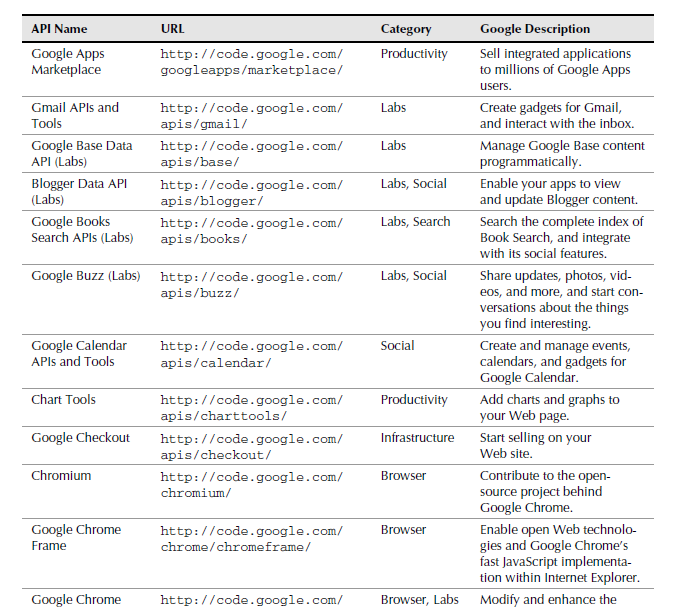 API Name URL Category Google Description
Google Apps http://code.google.com/ Productivity Sell integrated applications
Marketplace googleapps/marketplace/ to millions of Google Apps
users.
Gmail APIs and http://code.google.com/ Labs Create gadgets for Gmail,
Tools apis/gmail/ and interact with the inbox.
Google Base Data http://code.google.com/ Labs Manage Google Base content
API (Labs) apis/base/ programmatically.
Blogger Data API http://code.google.com/ Labs, Social Enable your apps to view
(Labs) apis/blogger/ and update Blogger content.
Google Books http://code.google.com/ Labs, Search Search the complete index of
Search APIs (Labs) apis/books/ Book Search, and integrate
with its social features.
Google Buzz (Labs) http://code.google.com/ Labs, Social Share updates, photos, vid-
apis/buzz/ eos, and more, and start con-
versations about the things
you find interesting.
Google Calendar http://code.google.com/ Social Create and manage events,
APIs and Tools apis/calendar/ calendars, and gadgets for
Google Calendar.
Chart Tools http://code.google.com/ Productivity Add charts and graphs to
apis/charttools/ your Web page.
Google Checkout http://code.google.com/ Infrastructure Start selling on your
apis/checkout/ Web site.
Chromium http://code.google.com/ Browser Contribute to the open-
chromium/ source project behind
Google Chrome.
Google Chrome http://code.google.com/ Browser Enable open Web technolo-
Frame chrome/chromeframe/ gies and Google Chrome's
fast JavaScript implementa-
tion within Internet Explorer.
Google Chrome http://code.google.com/ Browser, Labs Modify and enhance the